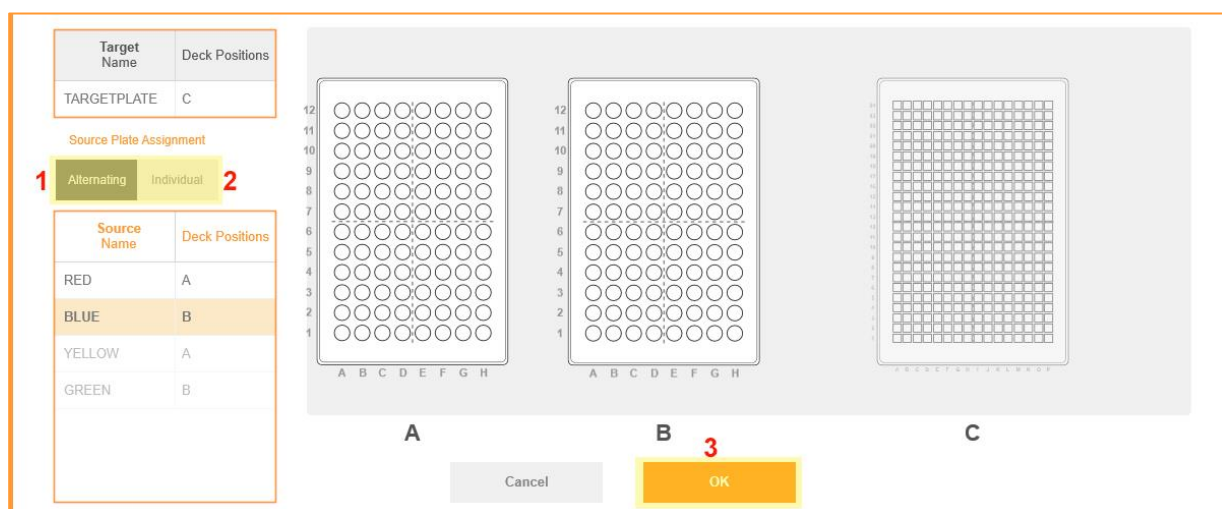 Target
Name
Deck Positions
TARGETPLATE
C
Source Plate Assignment
1
Alternating
Individual
2
Source
Name
Deck Positions
RED
A
BLUE
B
YELLOW
A
GREEN
B
12
11
10
9
8
7
6
5
4
3
2
1
A B C D E F G H
A
12
11
10
9
8
7
6
5
4
3
2
1
A B C D E F G H
B
C
3
Cancel
OK